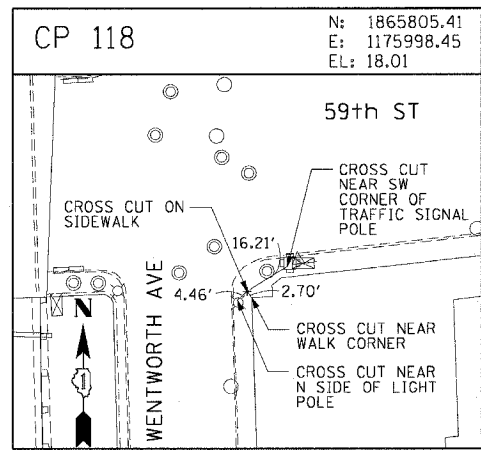 CP 118
N: 1865805.41
E: 1175998.45
EL: 18.01
59th ST
CROSS CUT
NEAR SW
CORNER OF
TRAFFIC SIGNAL
POLE
CROSS CUT ON
SIDEWALK
16.21'
4.46'
2.70'
WENTWORTH AVE
N
CROSS CUT NEAR
WALK CORNER
CROSS CUT NEAR
N SIDE OF LIGHT
POLE